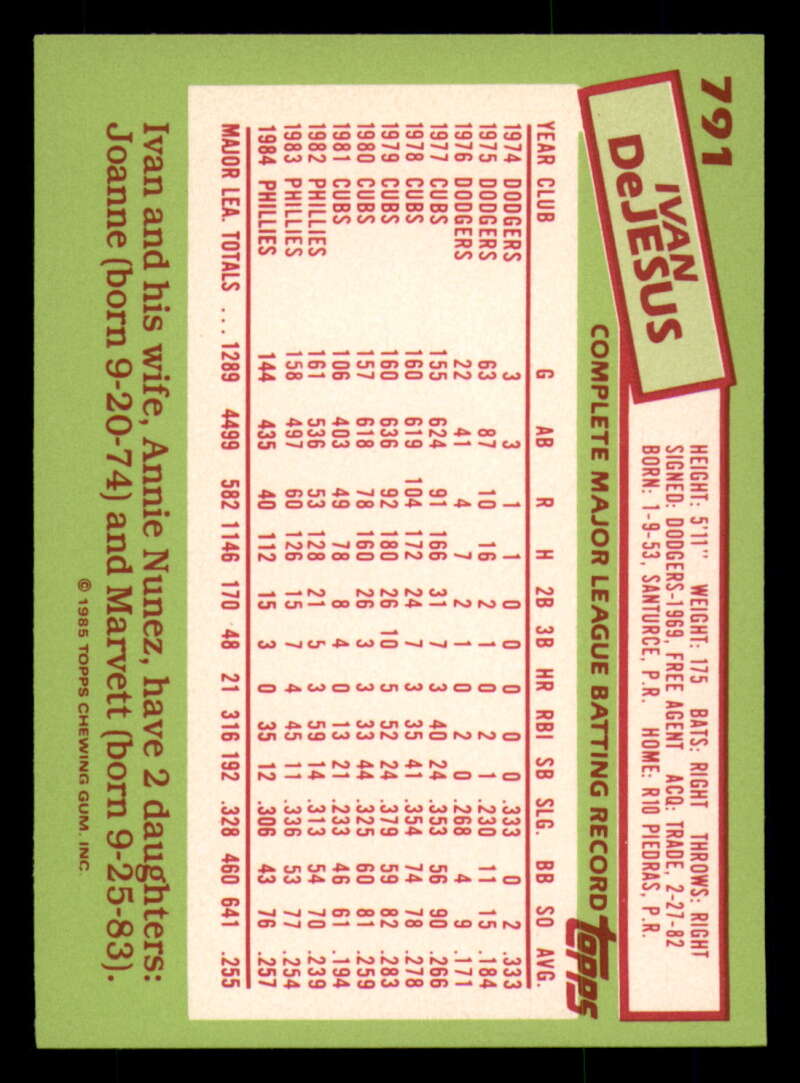 791
IVAN
DeJESUS
HEIGHT: 5'11" WEIGHT: 175 BATS: RIGHT THROWS: RIGHT
SIGNED: DODGERS-1969, FREE AGENT ACQ: TRADE, 2-27-82
BORN: 1-9-53, SANTURCE, P.R. HOME: R10 PIEDRAS, P.R.
COMPLETE MAJOR LEAGUE BATTING RECORD
topps
YEAR CLUB G AB R H 2B 3B HR RBI SB SLG. BB SO AVG.
1974 DODGERS 3 3 1 1 0 0 0 0 0 .333 0 2 .333
1975 DODGERS 63 87 10 16 2 1 0 2 1 .230 11 15 .184
1976 DODGERS 22 41 4 7 2 1 0 2 0 .268 4 9 .171
1977 CUBS 155 624 91 166 31 7 3 40 24 .353 56 90 .266
1978 CUBS 160 619 104 172 24 7 3 35 41 .354 74 78 .278
1979 CUBS 160 636 92 180 26 10 5 52 24 .379 59 82 .283
1980 CUBS 157 618 78 160 26 3 3 33 44 .325 60 81 .259
1981 CUBS 106 403 49 78 8 4 0 13 21 .233 46 61 .194
1982 PHILLIES 161 536 53 128 21 5 3 59 14 .313 54 70 .239
1983 PHILLIES 158 497 60 126 15 7 4 45 11 .336 53 77 .254
1984 PHILLIES 144 435 40 112 15 3 0 35 12 .306 43 76 .257
MAJOR LEA. TOTALS ... 1289 4499 582 1146 170 48 21 316 192 .328 460 641 .255
Ivan and his wife, Annie Nunez, have 2 daughters:
Joanne (born 9-20-74) and Marvett (born 9-25-83).
© 1985 TOPPS CHEWING GUM. INC.